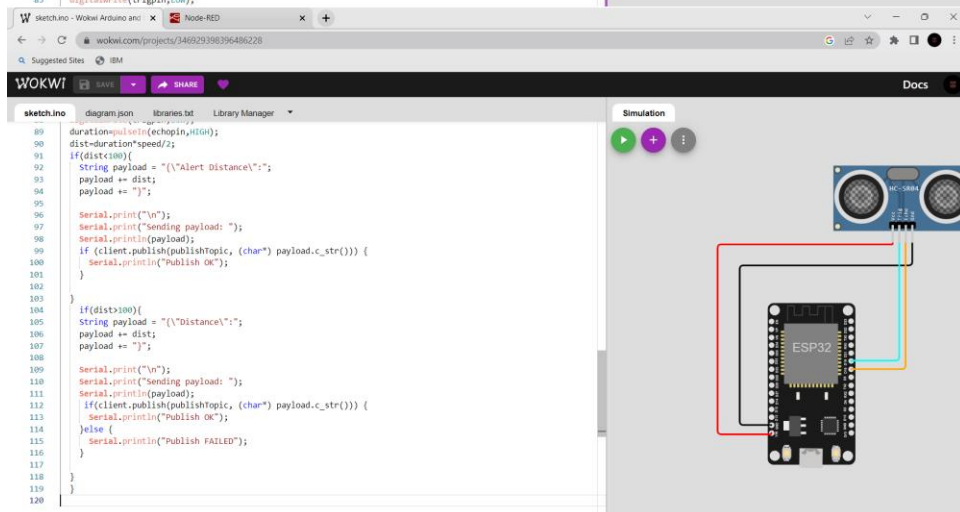 digitalWrite(trigpin,LOW);
sketch.ino - Wokwi Arduino and
Node-RED
wokwi.com/projects/346929398396486228
Suggested Sites
IBM
WOKWI
SAVE
SHARE
Docs
sketch.ino
diagram.json
libraries.txt
Library Manager
Simulation
89 duration=pulseIn(echopin,HIGH);
90 dist=duration*speed/2;
91 if(dist<100){
92 String payload = "{\"Alert Distance\":";
93 payload += dist;
94 payload += "}";
95
96 Serial.print("\n");
97 Serial.print("Sending payload: ");
98 Serial.println(payload);
99 if (client.publish(publishTopic, (char*) payload.c_str())) {
100 Serial.println("Publish OK");
101 }
102
103 }
104 if(dist>100){
105 String payload = "{\"Distance\":";
106 payload += dist;
107 payload += "}";
108
109 Serial.print("\n");
110 Serial.print("Sending payload: ");
111 Serial.println(payload);
112 if(client.publish(publishTopic, (char*) payload.c_str())) {
113 Serial.println("Publish OK");
114 }else {
115 Serial.println("Publish FAILED");
116 }
117
118 }
119 }
120
HC-SR04
Vcc
Trig
Echo
Gnd
ESP32